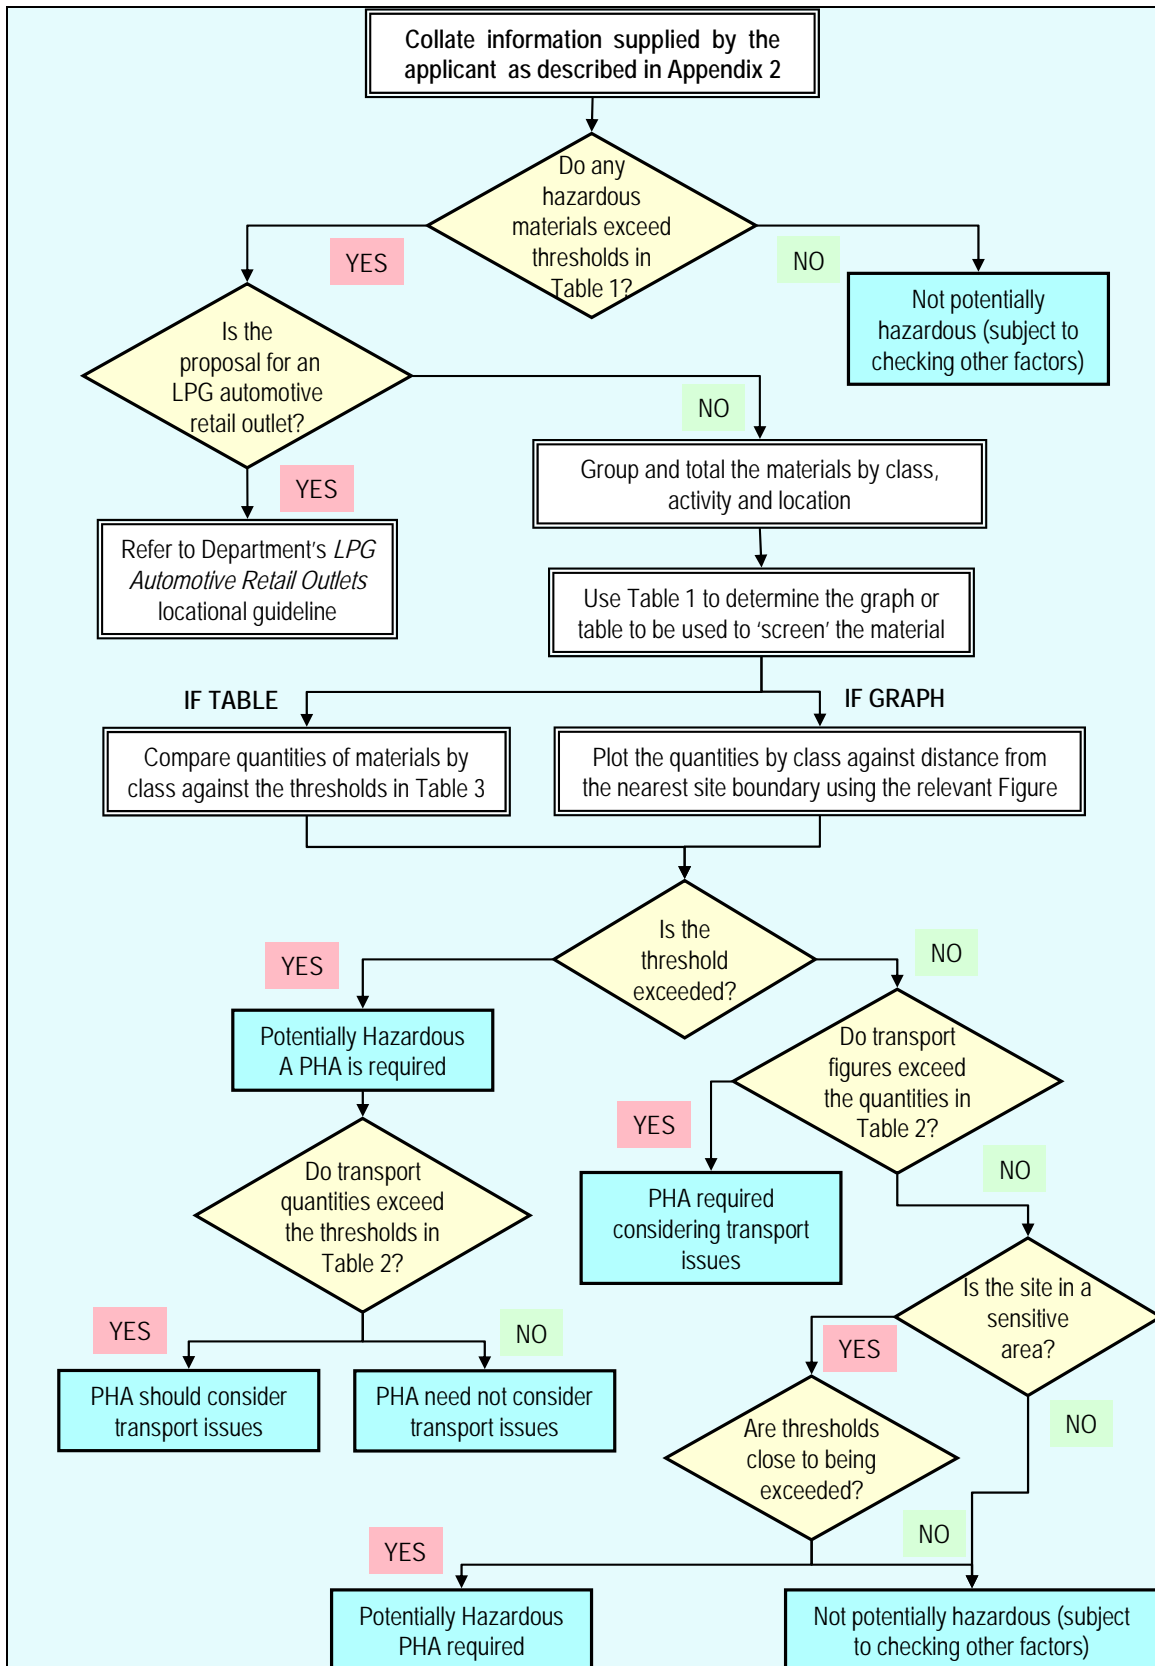 Collate information supplied by the
applicant as described in Appendix 2
Do any
hazardous
materials exceed
thresholds in
Table 1?
YES
NO
Not potentially
hazardous (subject to
checking other factors)
Is the
proposal for an
LPG automotive
retail outlet?
NO
YES
Group and total the materials by class,
activity and location
Refer to Department's LPG
Automotive Retail Outlets
locational guideline
Use Table 1 to determine the graph or
table to be used to 'screen' the material
IF TABLE
IF GRAPH
Compare quantities of materials by
class against the thresholds in Table 3
Plot the quantities by class against distance from
the nearest site boundary using the relevant Figure
Is the
threshold
exceeded?
YES
NO
Potentially Hazardous
A PHA is required
Do transport
figures exceed
the quantities in
Table 2?
YES
NO
Do transport
quantities exceed
the thresholds in
Table 2?
PHA required
considering transport
issues
Is the site in a
sensitive
area?
YES
NO
YES
NO
PHA should consider
transport issues
PHA need not consider
transport issues
Are thresholds
close to being
exceeded?
YES
NO
Potentially Hazardous
PHA required
Not potentially hazardous (subject
to checking other factors)